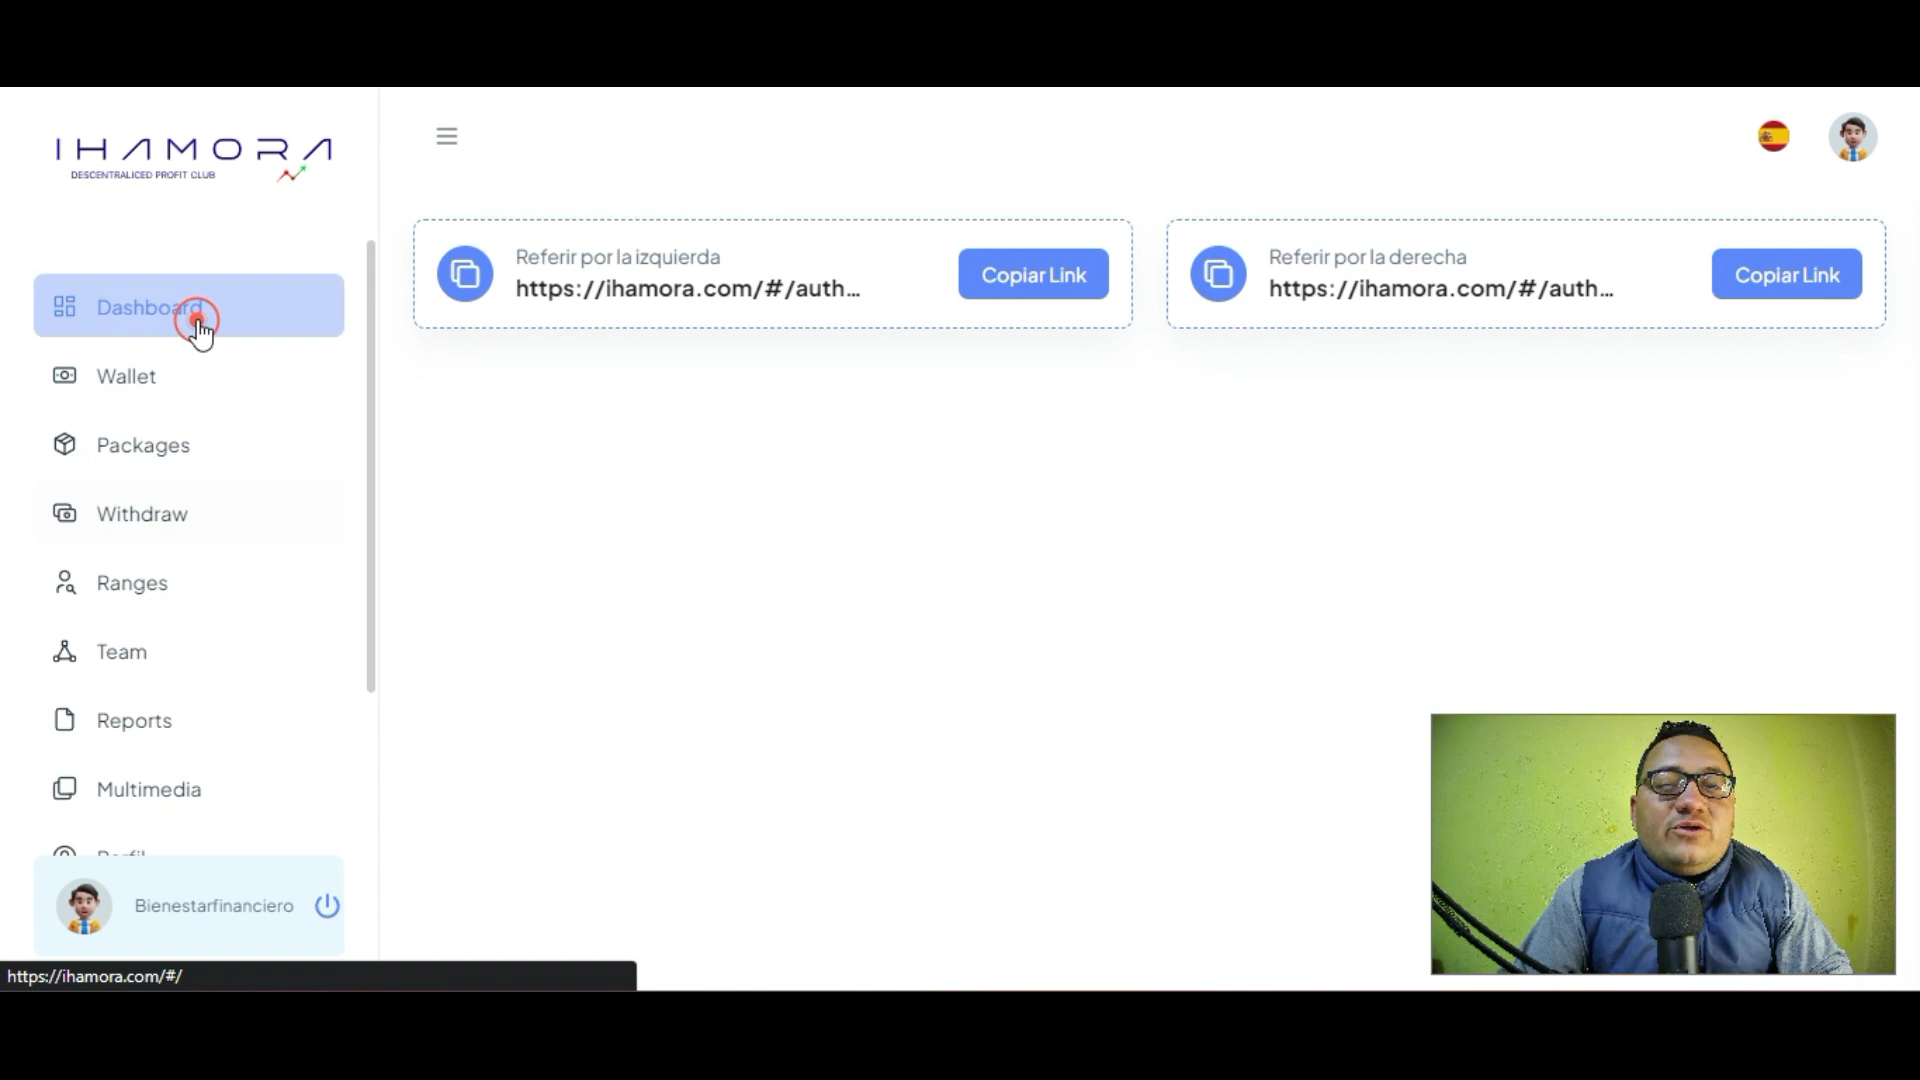 IHAMORA
DESCENTRALICED PROFIT CLUB
Dashboard
Wallet
Packages
Withdraw
Ranges
Team
Reports
Multimedia
Perfil
Bienestarfinanciero
https://ihamora.com/#/
Referir por la izquierda
https://ihamora.com/#/auth...
Copiar Link
Referir por la derecha
https://ihamora.com/#/auth...
Copiar Link